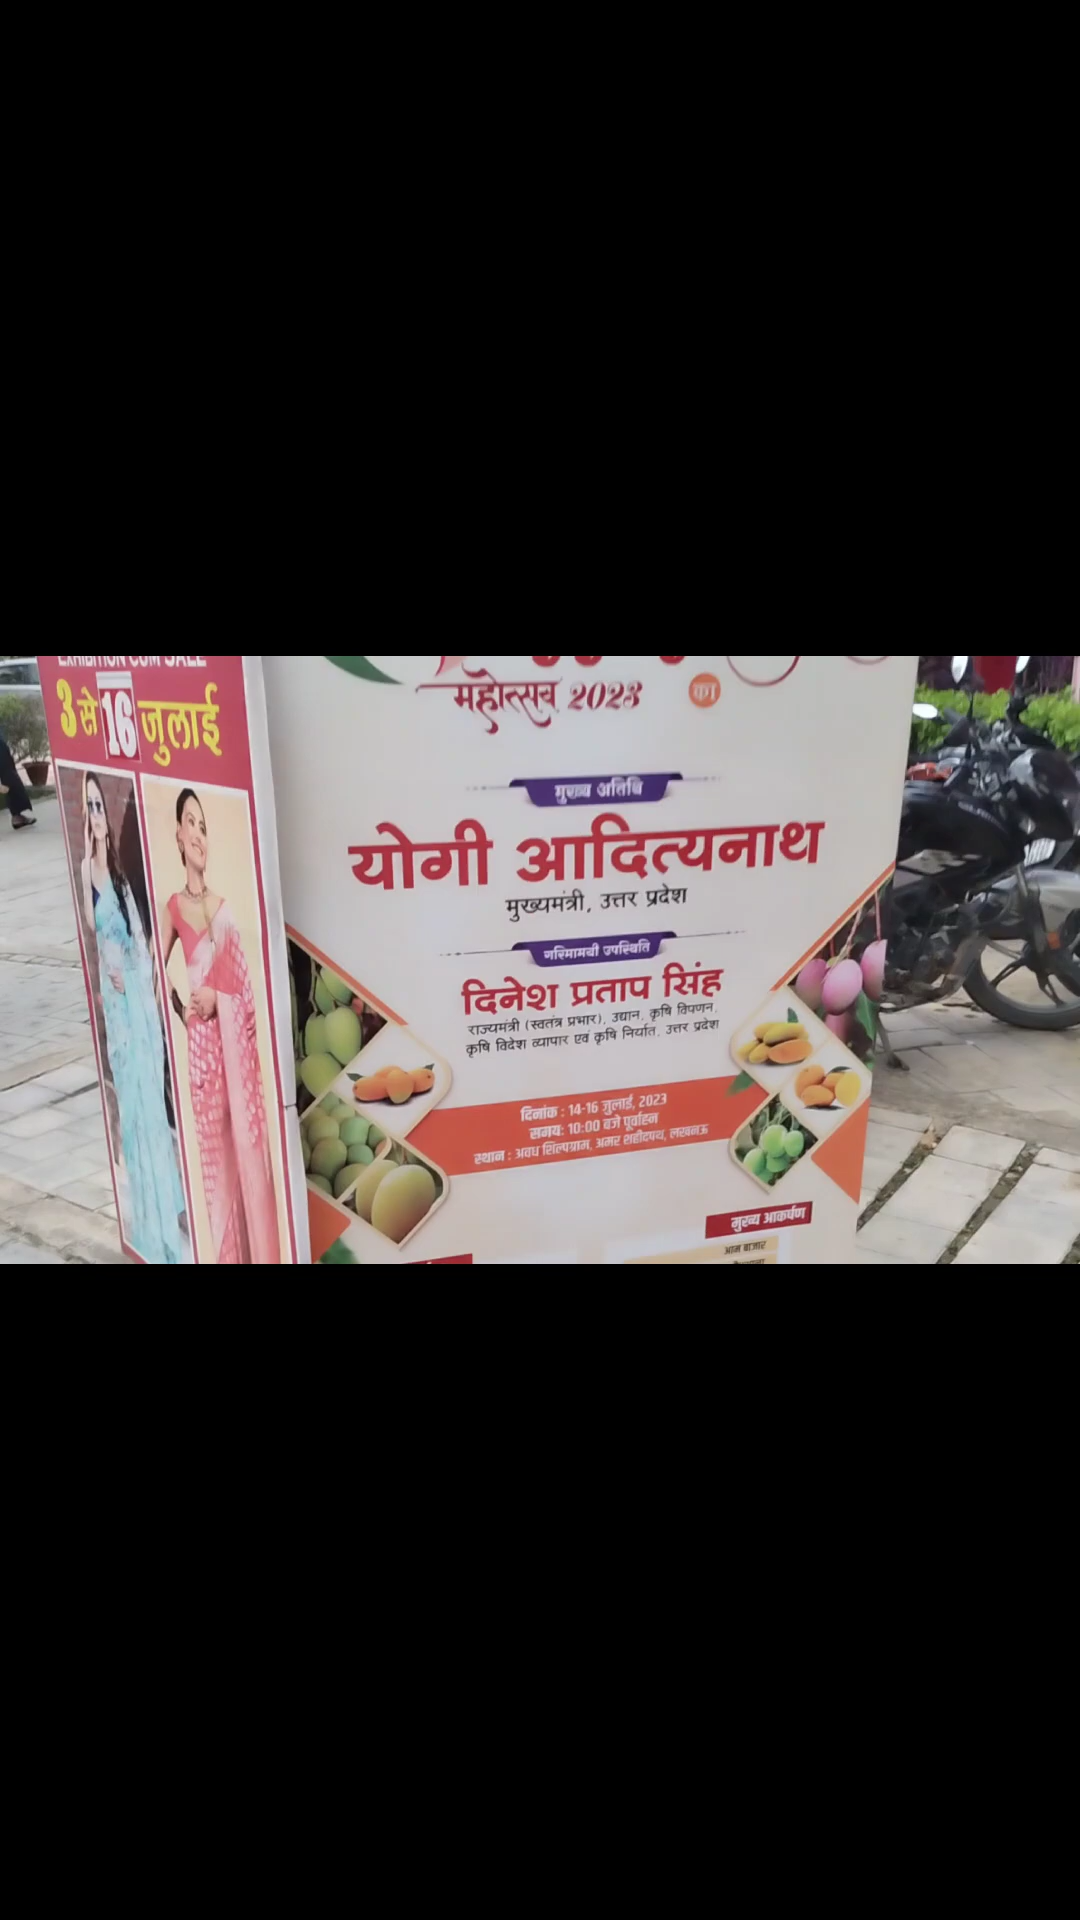 EXHIBITION CUM SALE
3 से 16 जुलाई
महोत्सव 2023 का
मुख्य अतिथि
योगी आदित्यनाथ
मुख्यमंत्री, उत्तर प्रदेश
गरिमामयी उपस्थिति
दिनेश प्रताप सिंह
राज्यमंत्री (स्वतंत्र प्रभार), उद्यान, कृषि विपणन,
कृषि विदेश व्यापार एवं कृषि निर्यात, उत्तर प्रदेश
दिनांक : 14-16 जुलाई, 2023
समय: 10:00 बजे पूर्वाह्न
स्थान : अवध शिल्पग्राम, अमर शहीदपथ, लखनऊ
मुख्य आकर्षण
आम बाजार